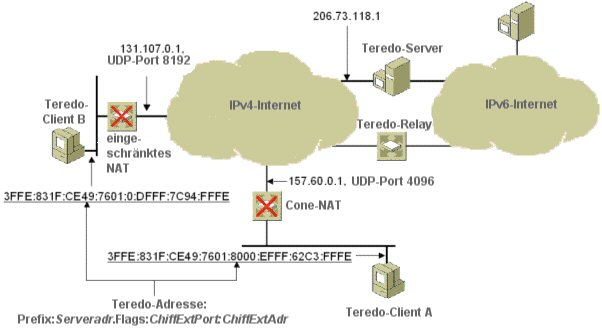 206.73.118.1
131.107.0.1,
UDP-Port 8192
Teredo-Server
IPv4-Internet
IPv6-Internet
Teredo-
Client B
einge-
schränktes
NAT
Teredo-Relay
157.60.0.1, UDP-Port 4096
3FFE:831F:CE49:7601:0:DFFF:7C94:FFFE
Cone-NAT
3FFE:831F:CE49:7601:8000:EFFF:62C3:FFFE
Teredo-Adresse:
Prefix:Serveradr.Flags:ChiffExtPort:ChiffExtAdr
Teredo-Client A